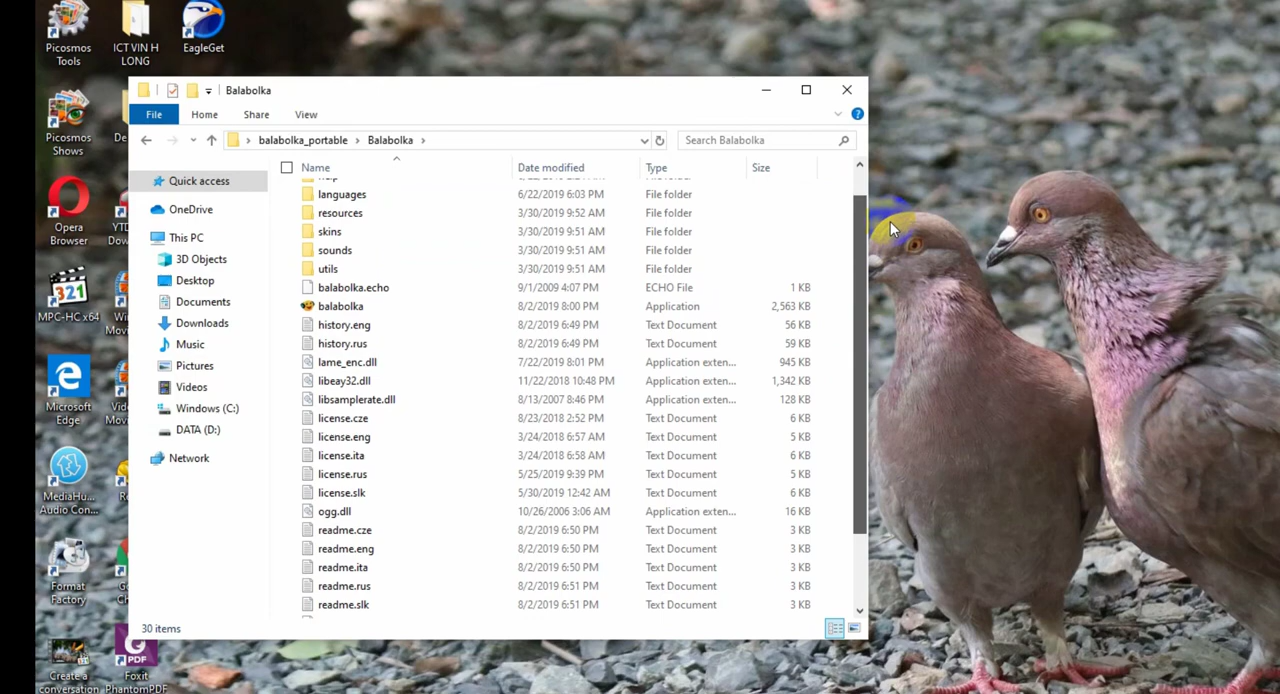 Picosmos Tools
ICT VIN H LONG
EagleGet
Picosmos Shows
De
Opera Browser
YTD
Dow
MPC-HC x64
Win
Movi
Microsoft Edge
Vid
Movi
MediaHu... Audio Con...
Re
Format Factory
Go
Ch
Create a conversation
Foxit PhantomPDF
Balabolka
File Home Share View
balabolka_portable > Balabolka >
Search Balabolka
Quick access
OneDrive
This PC
3D Objects
Desktop
Documents
Downloads
Music
Pictures
Videos
Windows (C:)
DATA (D:)
Network
Name Date modified Type Size
languages 6/22/2019 6:03 PM File folder
resources 3/30/2019 9:52 AM File folder
skins 3/30/2019 9:51 AM File folder
sounds 3/30/2019 9:51 AM File folder
utils 3/30/2019 9:51 AM File folder
balabolka.echo 9/1/2009 4:07 PM ECHO File 1 KB
balabolka 8/2/2019 8:00 PM Application 2,563 KB
history.eng 8/2/2019 6:49 PM Text Document 56 KB
history.rus 8/2/2019 6:49 PM Text Document 59 KB
lame_enc.dll 7/22/2019 8:01 PM Application exten... 945 KB
libeay32.dll 11/22/2018 10:48 PM Application exten... 1,342 KB
libsamplerate.dll 8/13/2007 8:46 PM Application exten... 128 KB
license.cze 8/23/2018 2:52 PM Text Document 6 KB
license.eng 3/24/2018 6:57 AM Text Document 5 KB
license.ita 3/24/2018 6:58 AM Text Document 6 KB
license.rus 5/25/2019 9:39 PM Text Document 5 KB
license.slk 5/30/2019 12:42 AM Text Document 6 KB
ogg.dll 10/26/2006 3:06 AM Application exten... 16 KB
readme.cze 8/2/2019 6:50 PM Text Document 3 KB
readme.eng 8/2/2019 6:50 PM Text Document 3 KB
readme.ita 8/2/2019 6:50 PM Text Document 3 KB
readme.rus 8/2/2019 6:51 PM Text Document 3 KB
readme.slk 8/2/2019 6:51 PM Text Document 3 KB
30 items